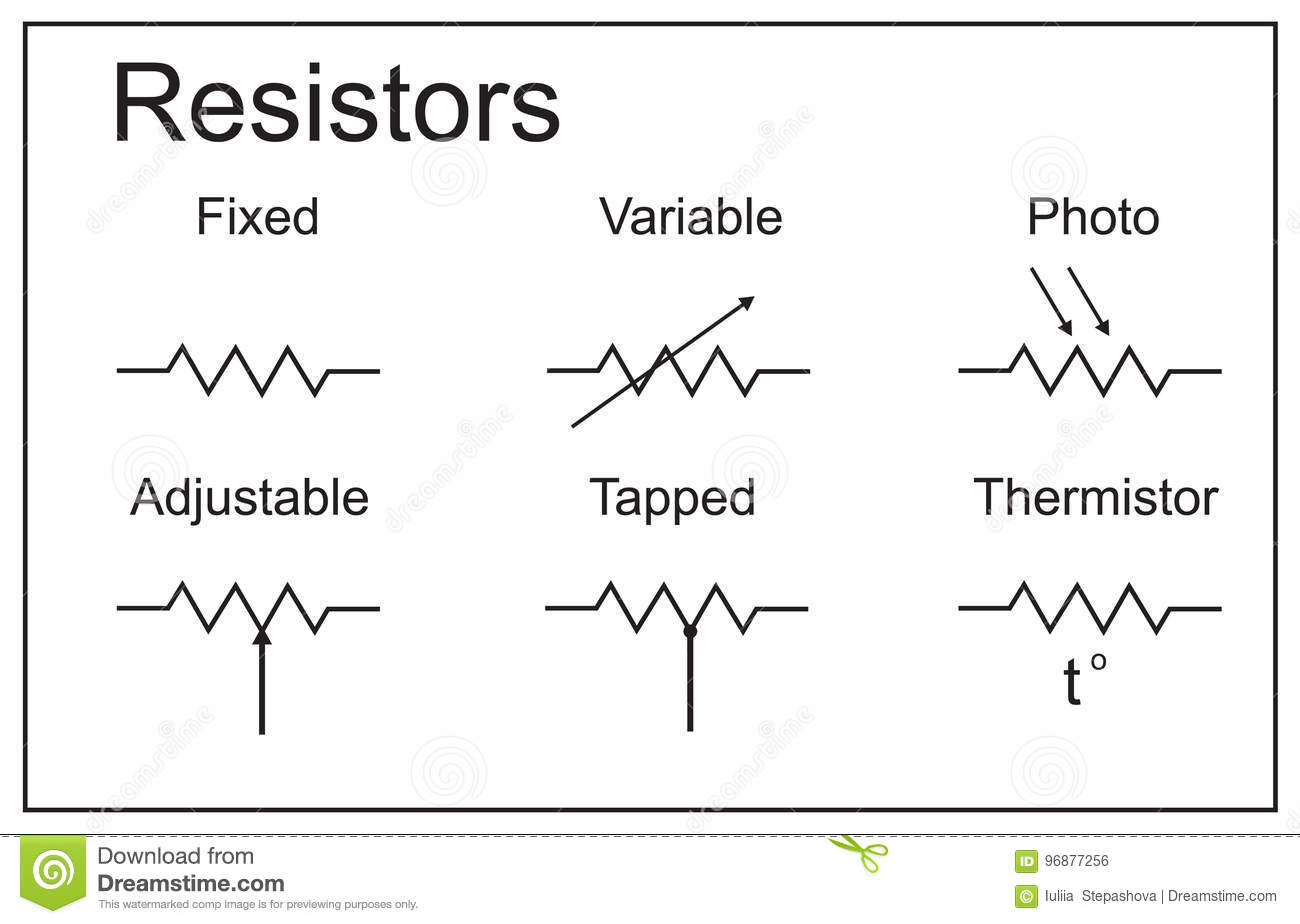 Resistors
Fixed
Variable
Photo
Adjustable
Tapped
Thermistor
t°
dreamstime
Download from
Dreamstime.com
This watermarked comp image is for previewing purposes only.
ID 96877256
© Iuliia Stepashova | Dreamstime.com